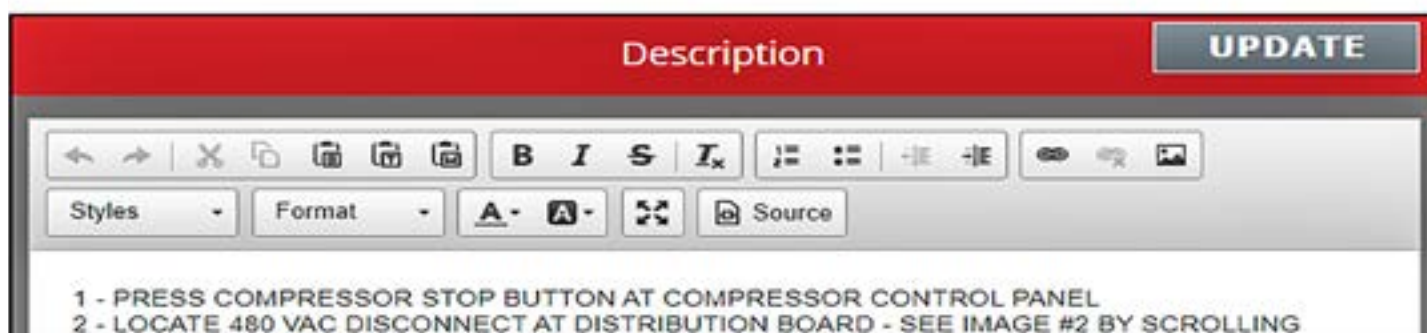 Description
UPDATE
B I S Ix
Styles Format A A Source
1 - PRESS COMPRESSOR STOP BUTTON AT COMPRESSOR CONTROL PANEL
2 - LOCATE 480 VAC DISCONNECT AT DISTRIBUTION BOARD - SEE IMAGE #2 BY SCROLLING